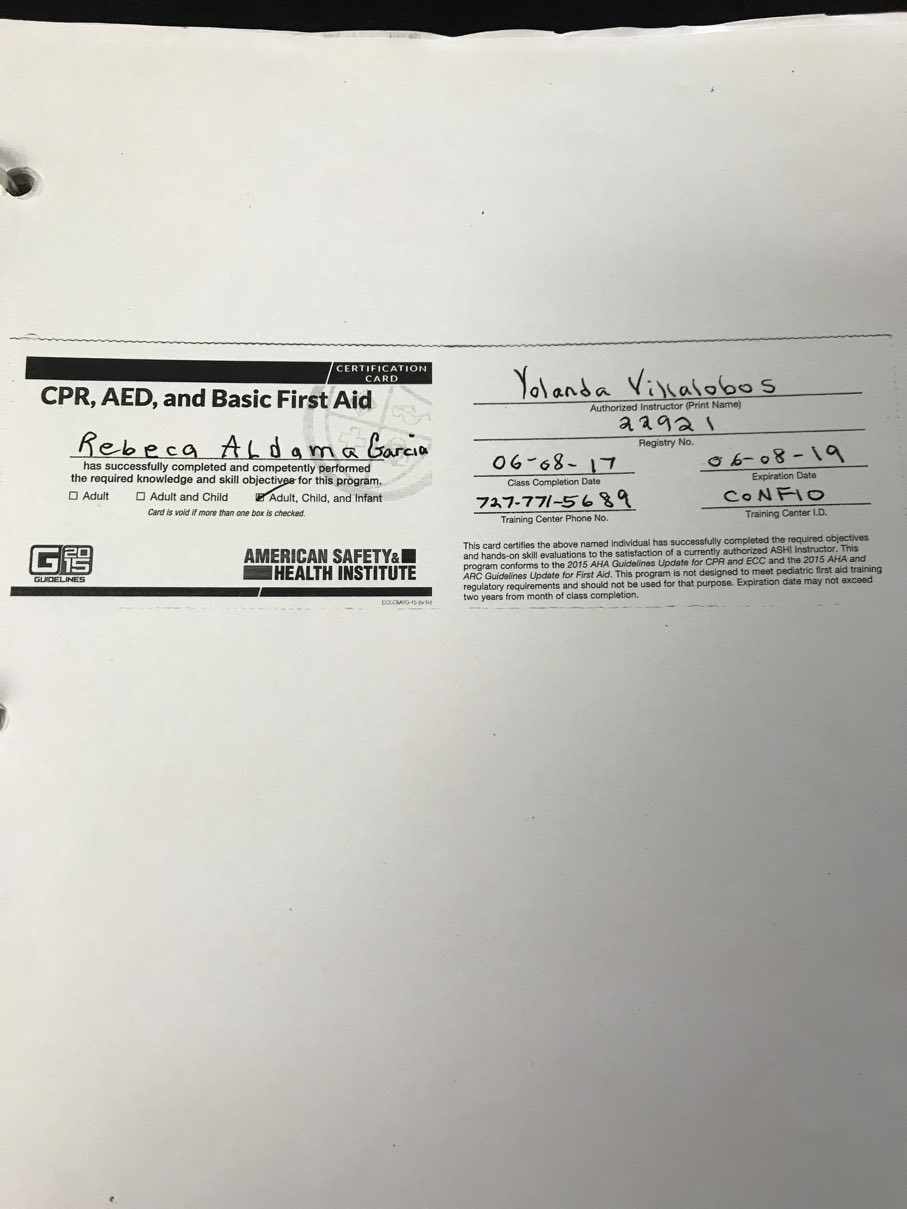 CERTIFICATION
CARD
CPR, AED, and Basic First Aid
Rebeca Aldama Garcia
has successfully completed and competently performed
the required knowledge and skill objectives for this program.
Adult Adult and Child Adult, Child, and Infant
Card is void if more than one box is checked.
G 2015
GUIDELINES
AMERICAN SAFETY &
HEALTH INSTITUTE
Yolanda Villalobos
Authorized Instructor (Print Name)
22921
Registry No.
06-08-17 06-08-19
Class Completion Date Expiration Date
727-771-5689 CONFIO
Training Center Phone No. Training Center I.D.
This card certifies the above named individual has successfully completed the required objectives
and hands-on skill evaluations to the satisfaction of a currently authorized ASHI Instructor. This
program conforms to the 2015 AHA Guidelines Update for CPR and ECC and the 2015 AHA and
ARC Guidelines Update for First Aid. This program is not designed to meet pediatric first aid training
regulatory requirements and should not be used for that purpose. Expiration date may not exceed
two years from month of class completion.